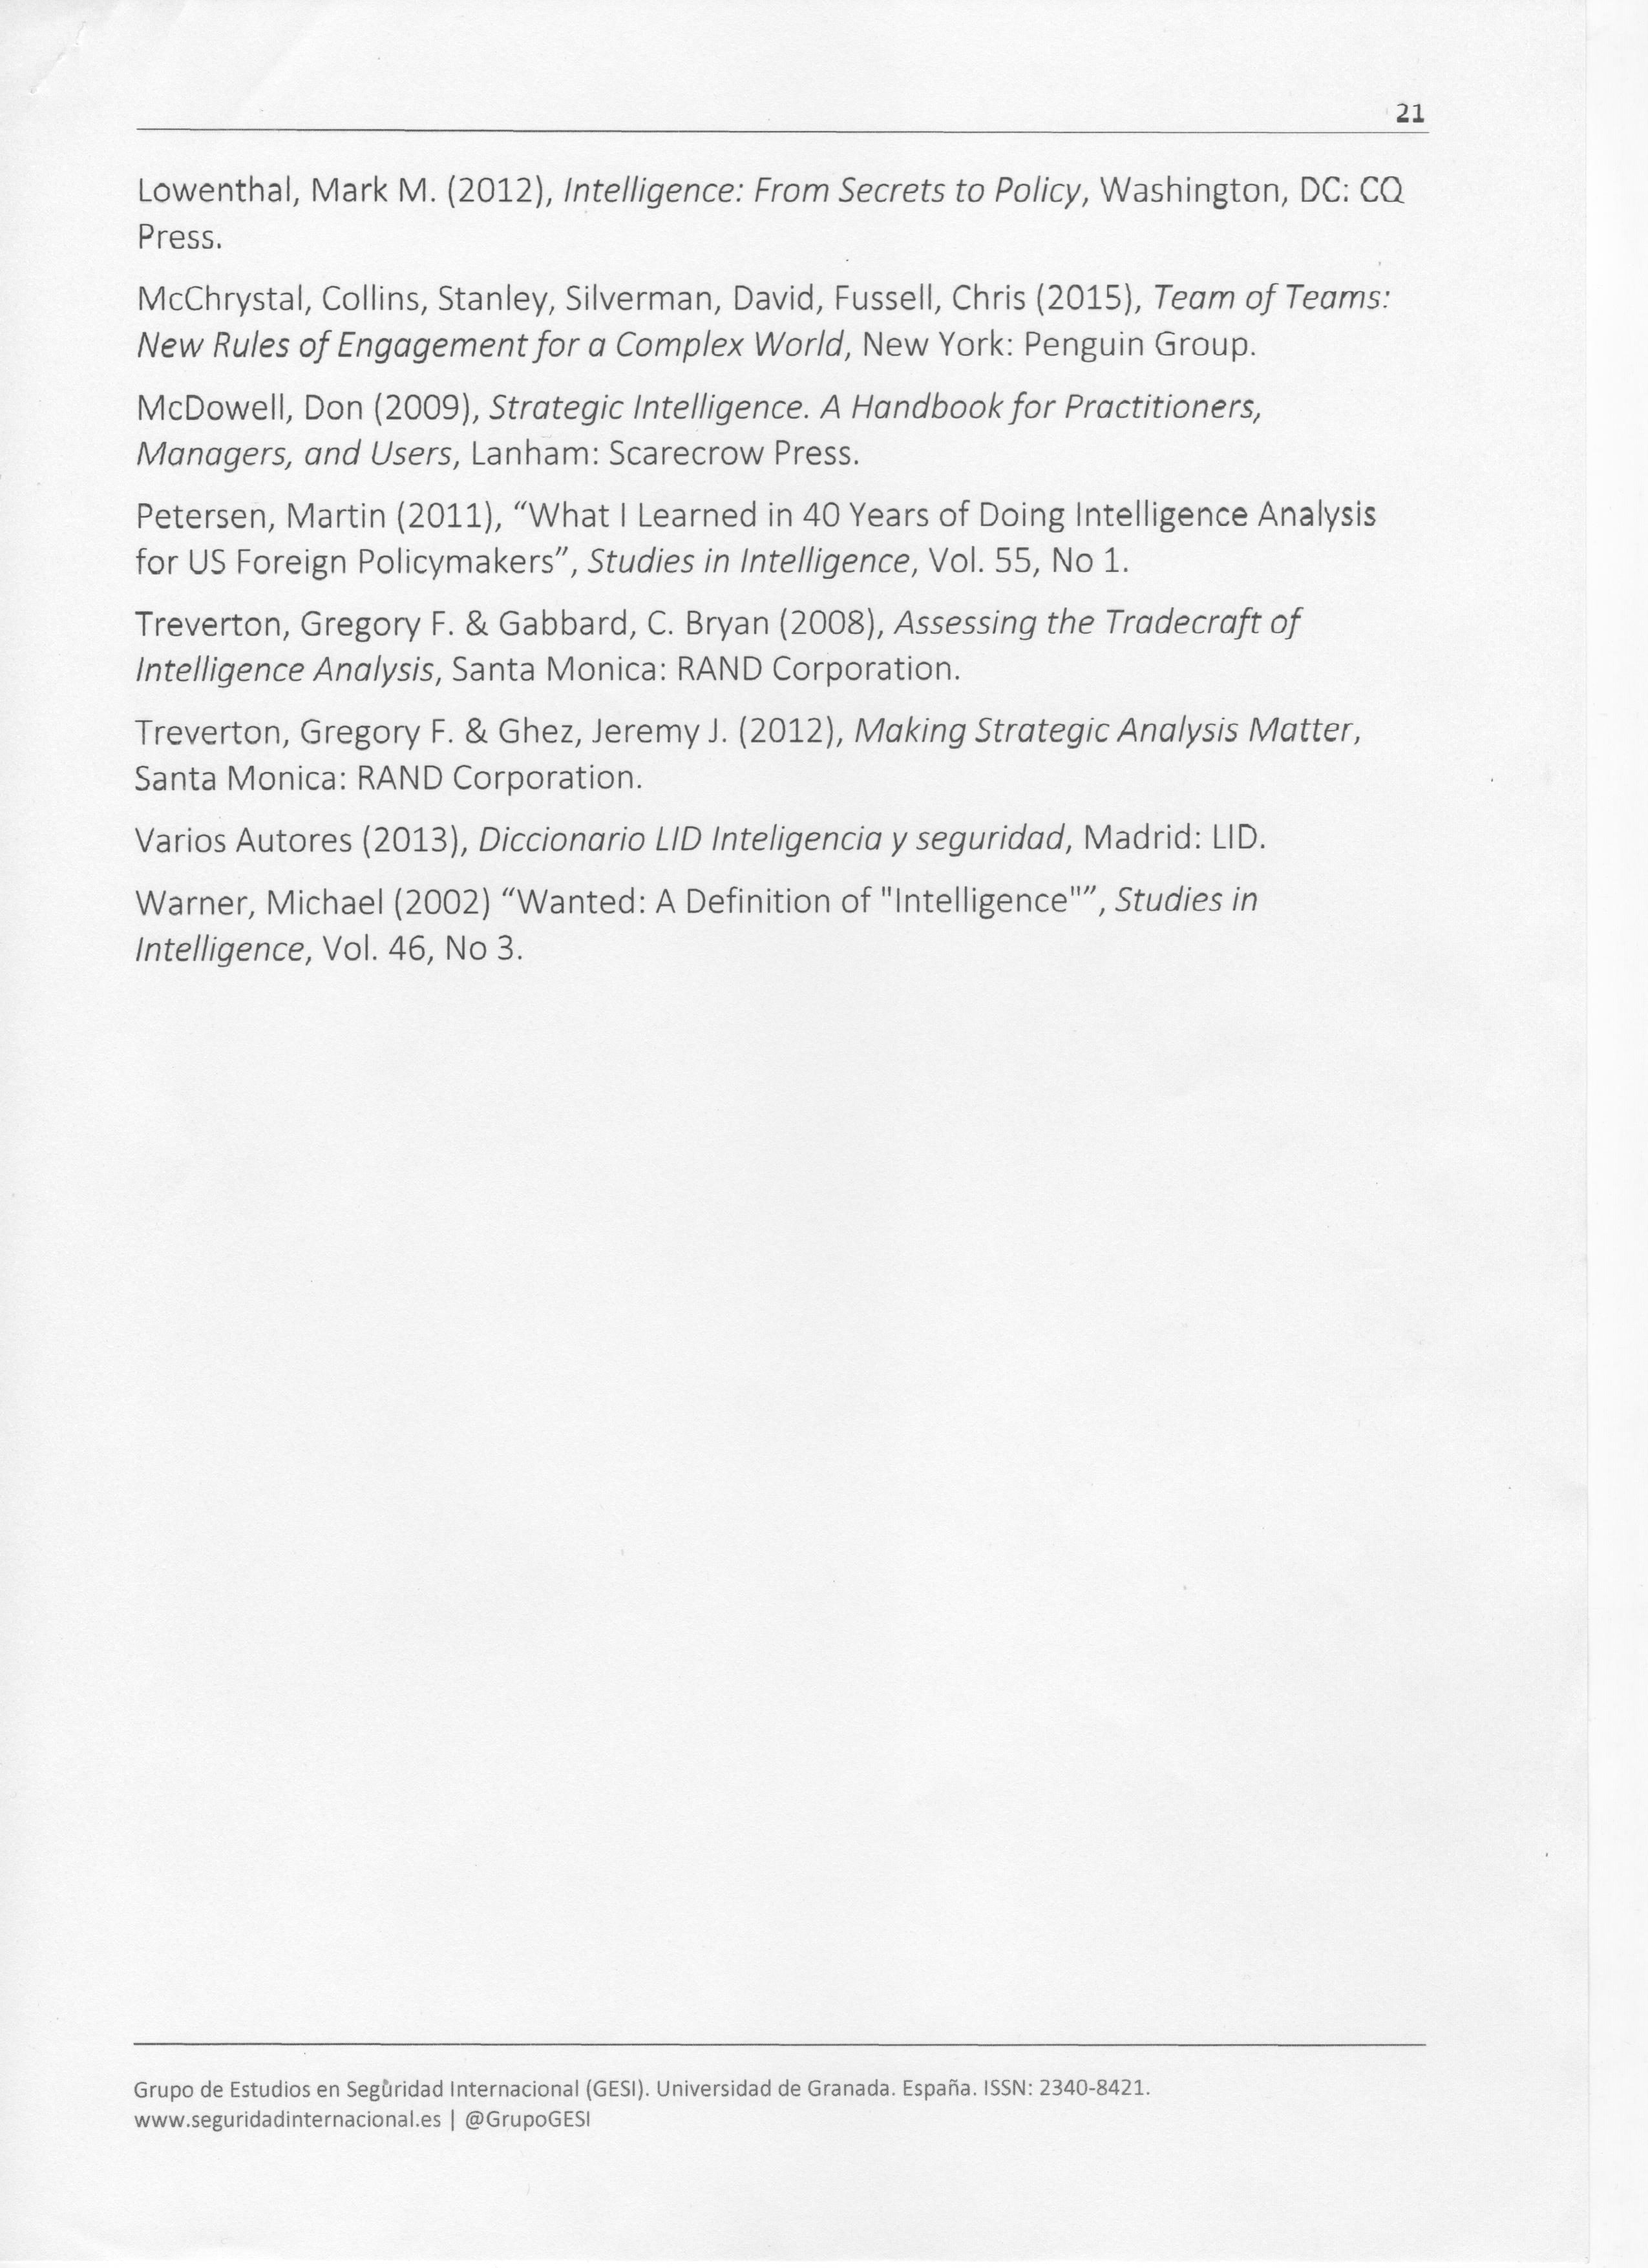 21
Lowenthal, Mark M. (2012), Intelligence: From Secrets to Policy, Washington, DC: CQ
Press.
McChrystal, Collins, Stanley, Silverman, David, Fussell, Chris (2015), Team of Teams:
New Rules of Engagement for a Complex World, New York: Penguin Group.
McDowell, Don (2009), Strategic Intelligence. A Handbook for Practitioners,
Managers, and Users, Lanham: Scarecrow Press.
Petersen, Martin (2011), “What I Learned in 40 Years of Doing Intelligence Analysis
for US Foreign Policymakers”, Studies in Intelligence, Vol. 55, No 1.
Treverton, Gregory F. & Gabbard, C. Bryan (2008), Assessing the Tradecraft of
Intelligence Analysis, Santa Monica: RAND Corporation.
Treverton, Gregory F. & Ghez, Jeremy J. (2012), Making Strategic Analysis Matter,
Santa Monica: RAND Corporation.
Varios Autores (2013), Diccionario LID Inteligencia y seguridad, Madrid: LID.
Warner, Michael (2002) “Wanted: A Definition of "Intelligence"”, Studies in
Intelligence, Vol. 46, No 3.
Grupo de Estudios en Seguridad Internacional (GESI). Universidad de Granada. España. ISSN: 2340-8421.
www.seguridadinternacional.es | @GrupoGESI